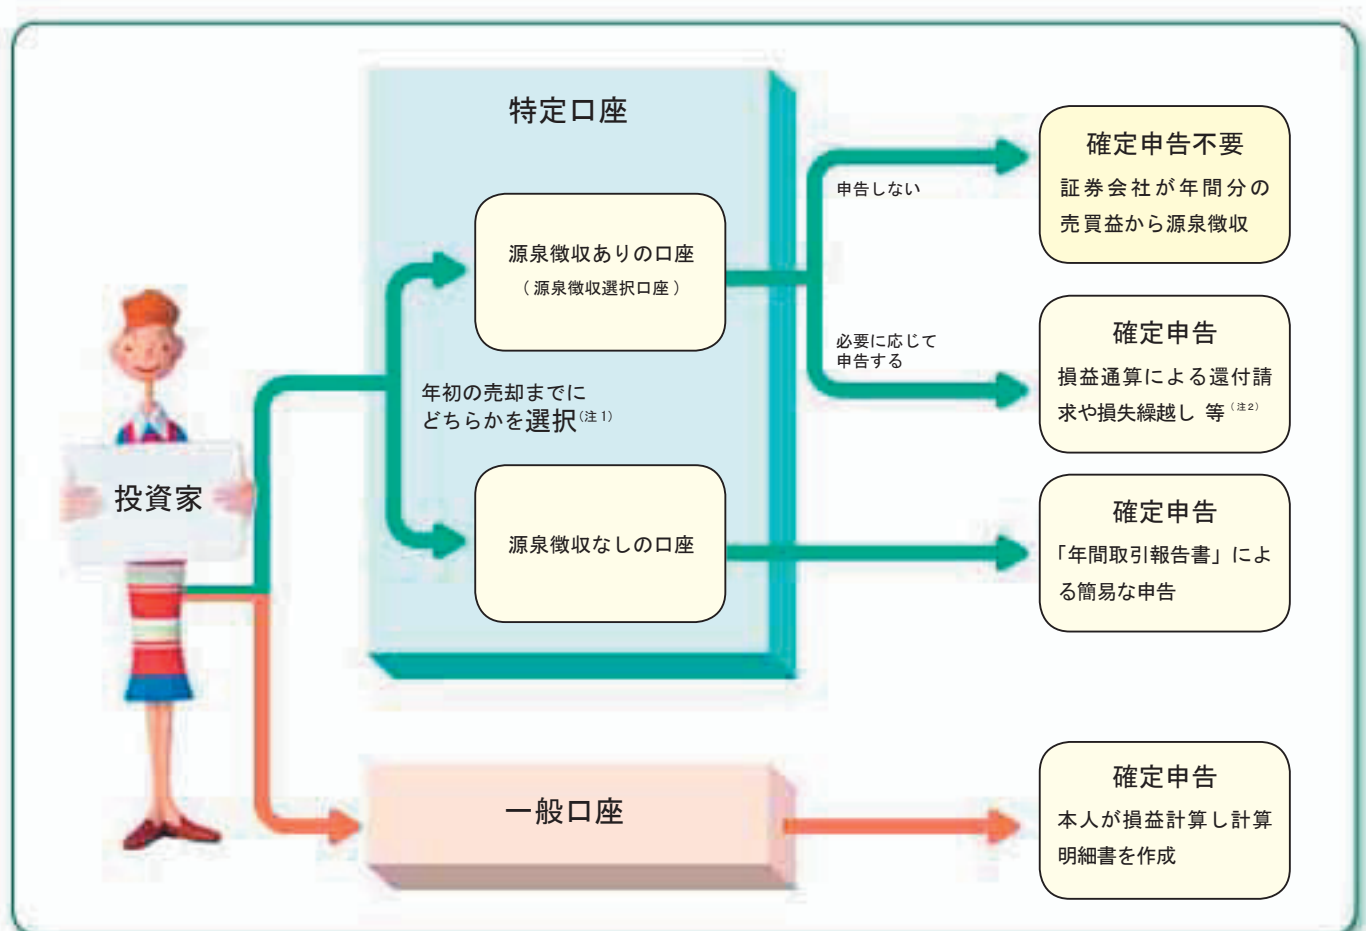 特定口座
源泉徴収ありの口座
(源泉徴収選択口座)
年初の売却までに
どちらかを選択(注1)
源泉徴収なしの口座
投資家
一般口座
申告しない
必要に応じて
申告する
確定申告不要
証券会社が年間分の
売買益から源泉徴収
確定申告
損益通算による還付請
求や損失繰越し 等(注2)
確定申告
「年間取引報告書」によ
る簡易な申告
確定申告
本人が損益計算し計算
明細書を作成